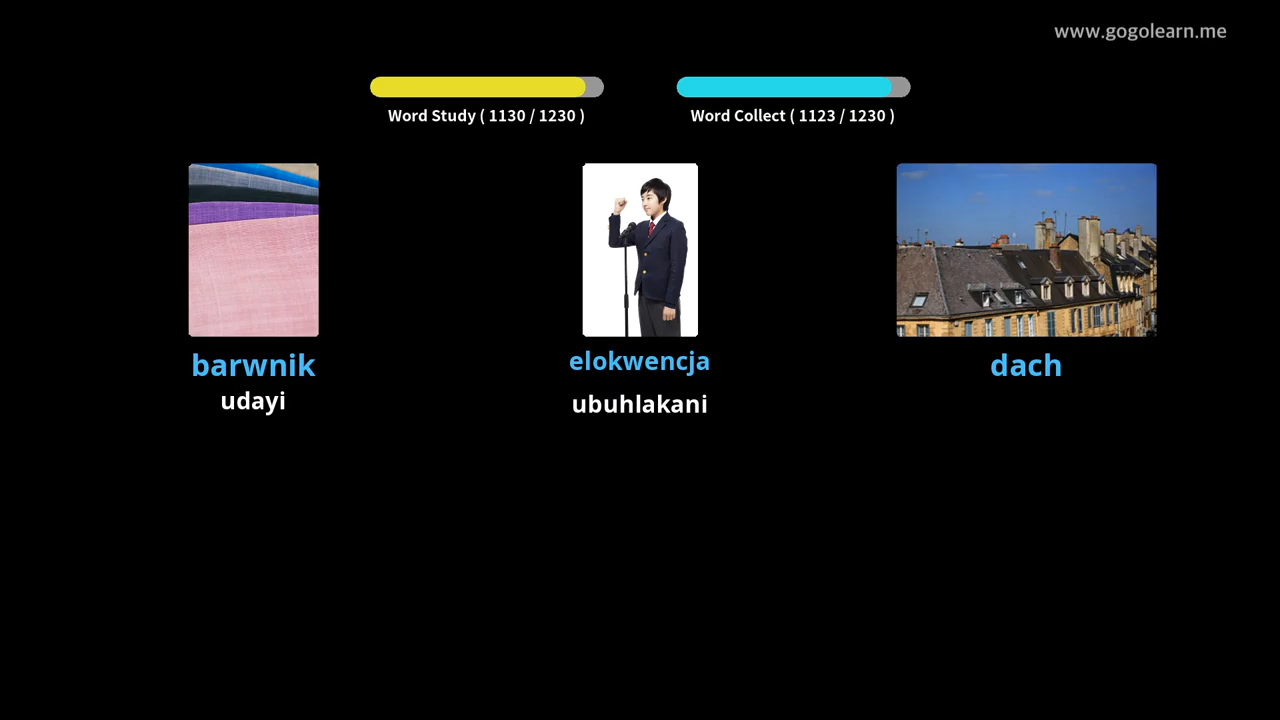 www.gogolearn.me
Word Study ( 1130 / 1230 )
Word Collect ( 1123 / 1230 )
barwnik
udayi
elokwencja
ubuhlakani
dach